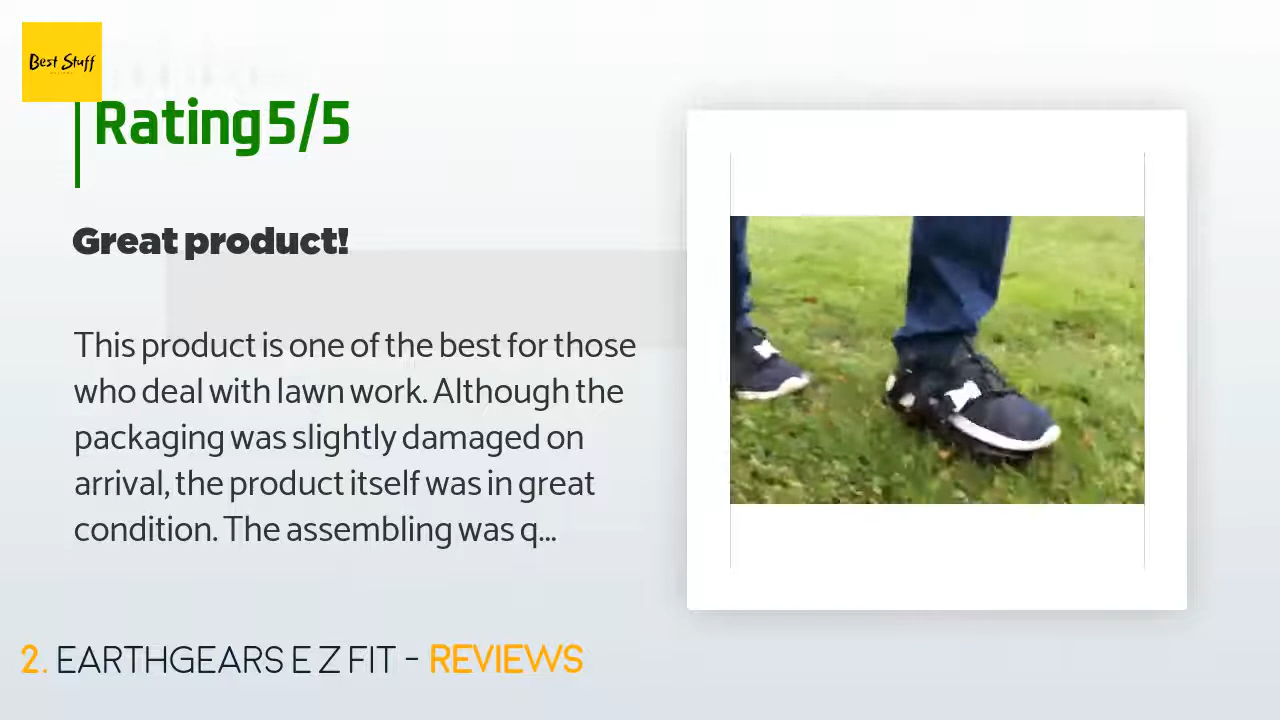 Best Stuff
Rating 5/5
Great product!
This product is one of the best for those
who deal with lawn work. Although the
packaging was slightly damaged on
arrival, the product itself was in great
condition. The assembling was q...
2. EARTHGEARS E Z FIT - REVIEWS